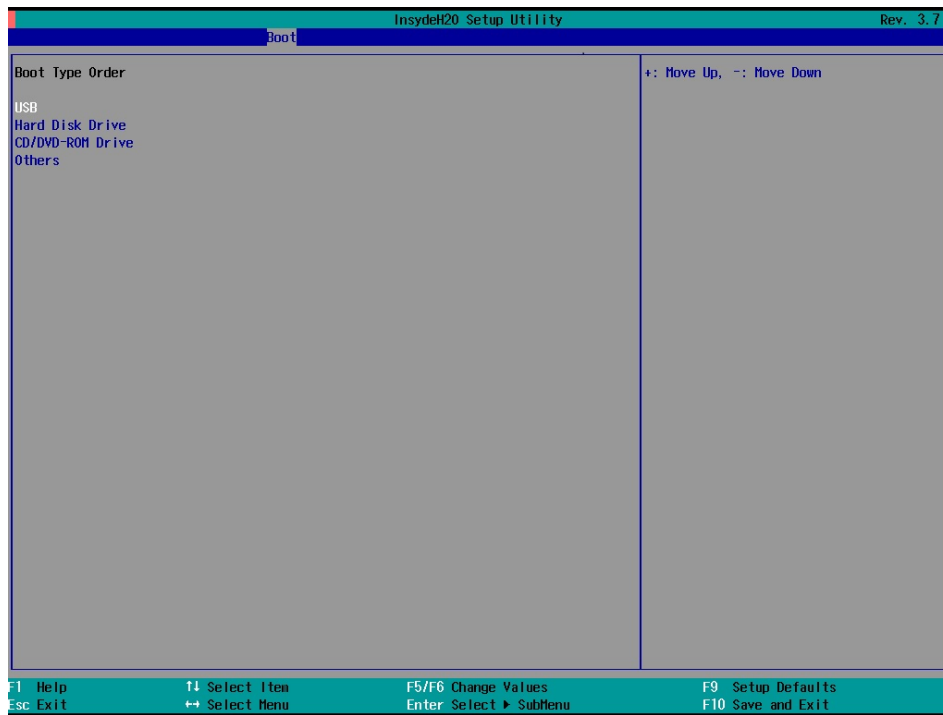 InsydeH20 Setup Utility Rev. 3.7
Boot
Boot Type Order
+: Move Up, -: Move Down
USB
Hard Disk Drive
CD/DVD-ROM Drive
Others
F1 Help ↑↓ Select Item F5/F6 Change Values F9 Setup Defaults
Esc Exit ↔ Select Menu Enter Select ▶ SubMenu F10 Save and Exit